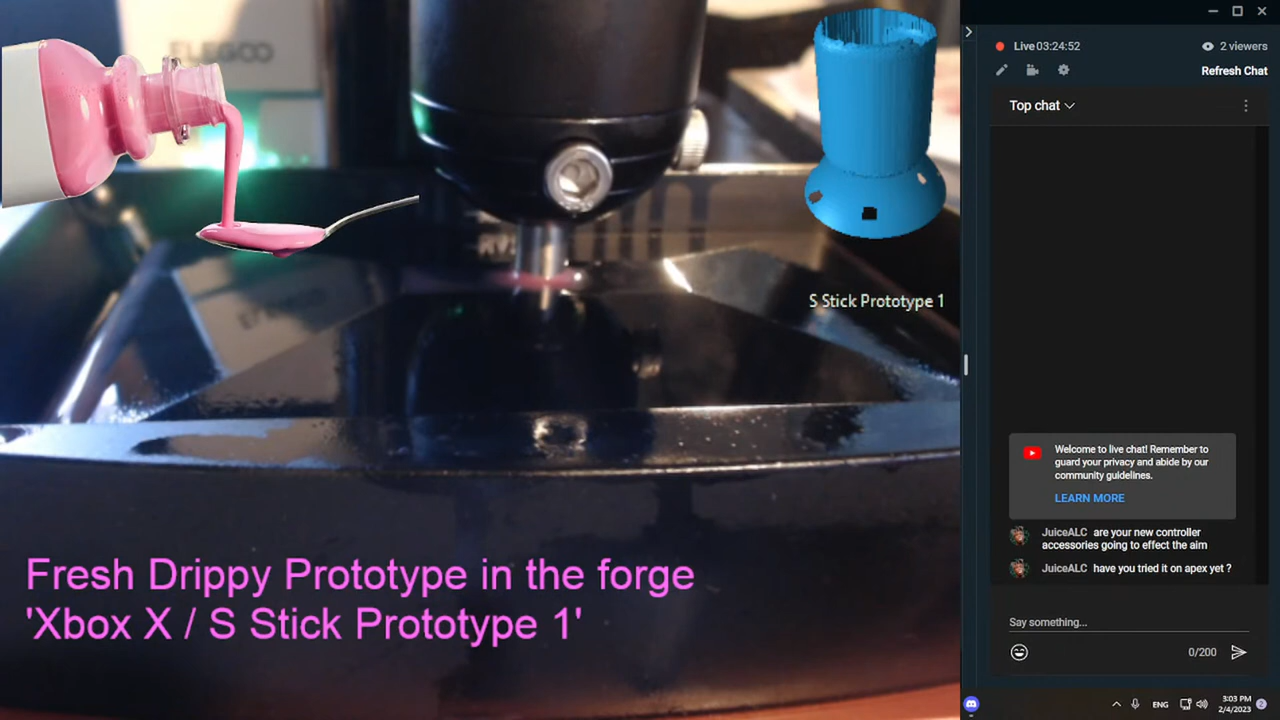 ELEGOO
S Stick Prototype 1
Fresh Drippy Prototype in the forge
'Xbox X / S Stick Prototype 1'
Live 03:24:52
2 viewers
Refresh Chat
Top chat
Welcome to live chat! Remember to
guard your privacy and abide by our
community guidelines.
LEARN MORE
JuiceALC are your new controller
accessories going to effect the aim
JuiceALC have you tried it on apex yet ?
Say something...
0/200
ENG
3:03 PM
2/4/2023
2